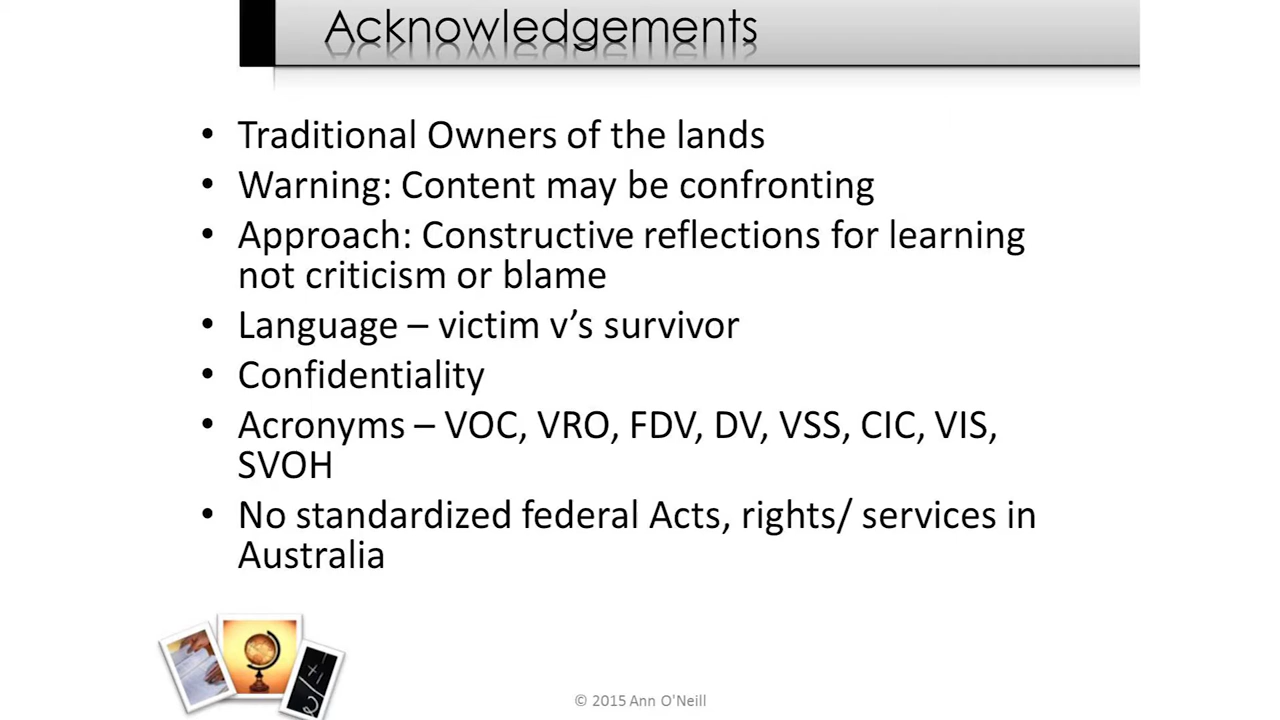 Acknowledgements
• Traditional Owners of the lands
• Warning: Content may be confronting
• Approach: Constructive reflections for learning
not criticism or blame
• Language – victim v’s survivor
• Confidentiality
• Acronyms – VOC, VRO, FDV, DV, VSS, CIC, VIS,
SVOH
• No standardized federal Acts, rights/ services in
Australia
© 2015 Ann O'Neill